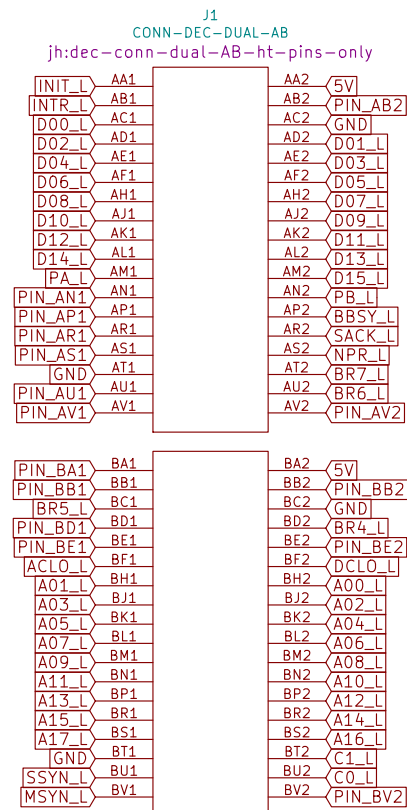 J1
CONN-DEC-DUAL-AB
jh:dec-conn-dual-AB-ht-pins-only
INIT_L AA1 AA2 5V
INTR_L AB1 AB2 PIN_AB2
D00_L AC1 AC2 GND
D02_L AD1 AD2 D01_L
D04_L AE1 AE2 D03_L
D06_L AF1 AF2 D05_L
D08_L AH1 AH2 D07_L
D10_L AJ1 AJ2 D09_L
D12_L AK1 AK2 D11_L
D14_L AL1 AL2 D13_L
PA_L AM1 AM2 D15_L
PIN_AN1 AN1 AN2 PB_L
PIN_AP1 AP1 AP2 BBSY_L
PIN_AR1 AR1 AR2 SACK_L
PIN_AS1 AS1 AS2 NPR_L
GND AT1 AT2 BR7_L
PIN_AU1 AU1 AU2 BR6_L
PIN_AV1 AV1 AV2 PIN_AV2
PIN_BA1 BA1 BA2 5V
PIN_BB1 BB1 BB2 PIN_BB2
BR5_L BC1 BC2 GND
PIN_BD1 BD1 BD2 BR4_L
PIN_BE1 BE1 BE2 PIN_BE2
ACLO_L BF1 BF2 DCLO_L
A01_L BH1 BH2 A00_L
A03_L BJ1 BJ2 A02_L
A05_L BK1 BK2 A04_L
A07_L BL1 BL2 A06_L
A09_L BM1 BM2 A08_L
A11_L BN1 BN2 A10_L
A13_L BP1 BP2 A12_L
A15_L BR1 BR2 A14_L
A17_L BS1 BS2 A16_L
GND BT1 BT2 C1_L
SSYN_L BU1 BU2 C0_L
MSYN_L BV1 BV2 PIN_BV2